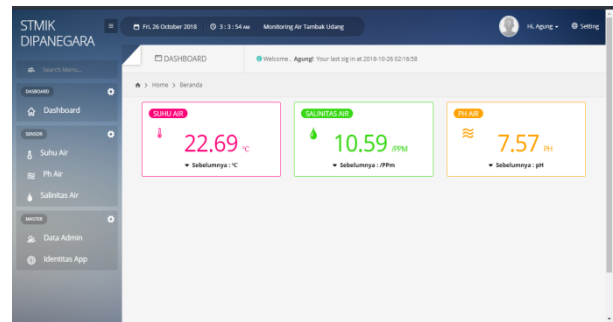 STMIK
DIPANEGARA
Fri, 26 October 2018 3 : 3 : 54 AM Monitoring Air Tambak Udang
Hi, Agung
Setting
Search Menu...
DASHBOARD
Dashboard
SENSOR
Suhu Air
Ph Air
Salinitas Air
MASTER
Data Admin
Identitas App
DASHBOARD
Welcome , Agung! Your last sig in at 2018-10-26 02:16:58
> Home > Beranda
SUHU AIR
22.69 °C
Sebelumnya : °C
SALINITAS AIR
10.59 /PPM
Sebelumnya : /PPm
PH AIR
7.57 PH
Sebelumnya : pH